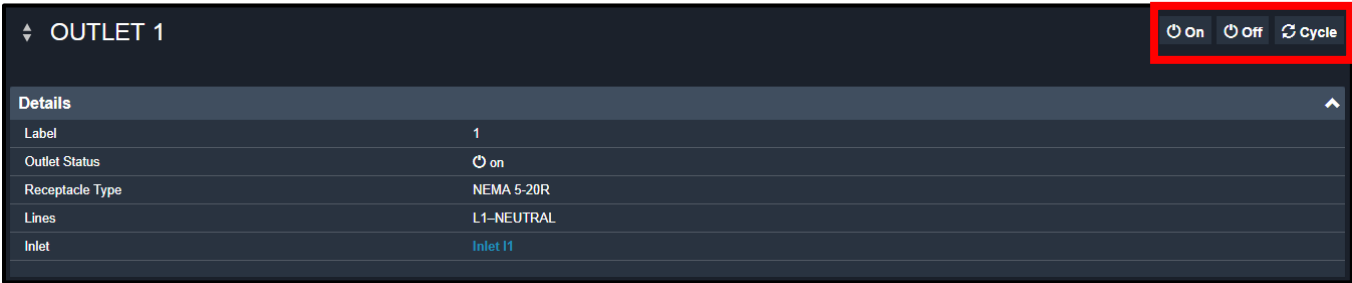 OUTLET 1
On Off Cycle
Details
Label 1
Outlet Status on
Receptacle Type NEMA 5-20R
Lines L1–NEUTRAL
Inlet Inlet I1